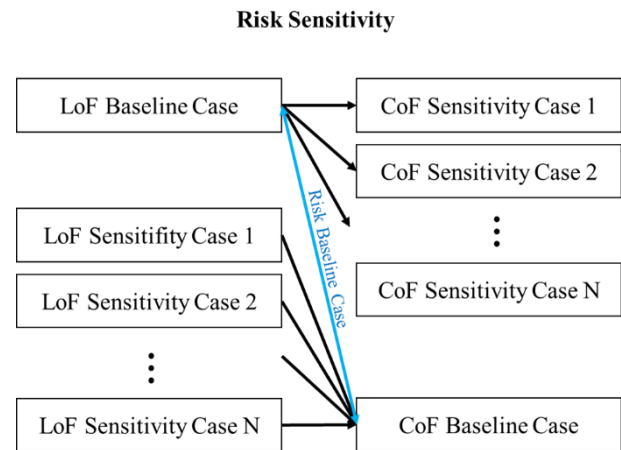 Risk Sensitivity
LoF Baseline Case
CoF Sensitivity Case 1
CoF Sensitivity Case 2
Risk Baseline Case
LoF Sensitifity Case 1
LoF Sensitivity Case 2
CoF Sensitivity Case N
LoF Sensitivity Case N
CoF Baseline Case